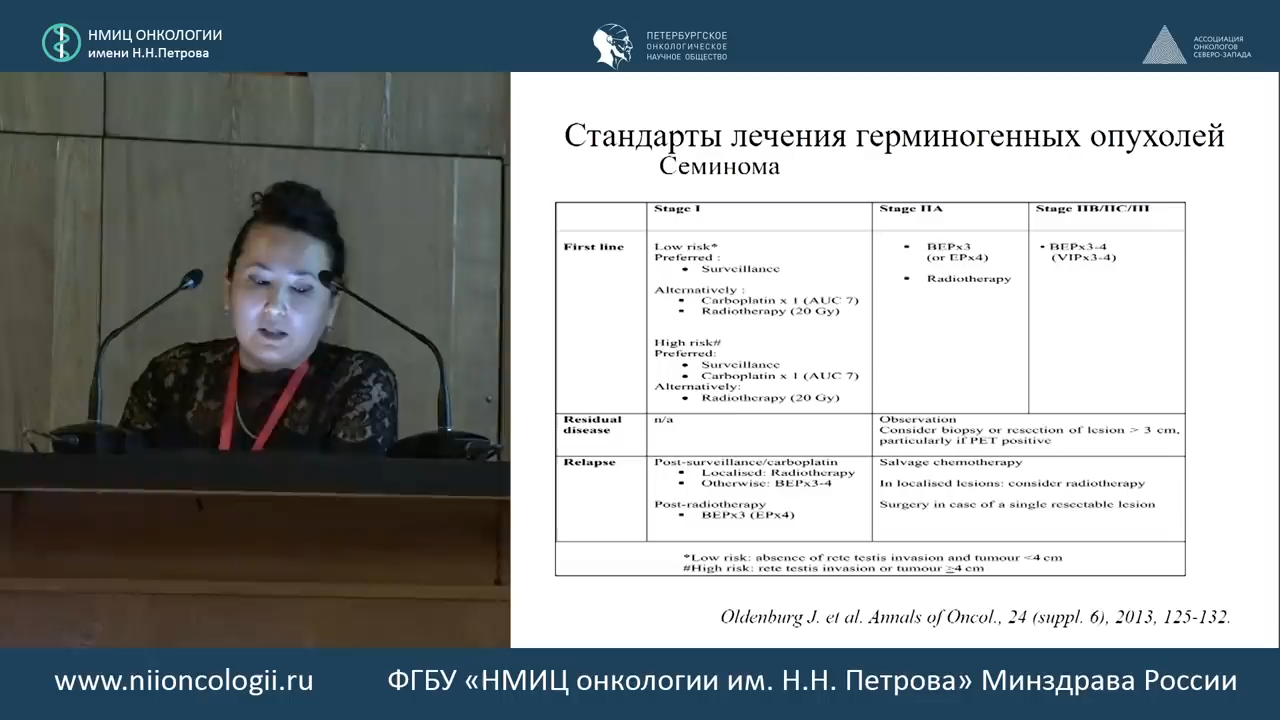 НМИЦ ОНКОЛОГИИ
имени Н.Н.Петрова
ПЕТЕРБУРГСКОЕ
ОНКОЛОГИЧЕСКОЕ
НАУЧНОЕ ОБЩЕСТВО
АССОЦИАЦИЯ
ОНКОЛОГОВ
СЕВЕРО-ЗАПАДА
Стандарты лечения герминогенных опухолей
Семинома
Stage I
Stage IIA
Stage IIB/IIC/III
First line
Low risk*
Preferred :
• Surveillance
Alternatively :
• Carboplatin x 1 (AUC 7)
• Radiotherapy (20 Gy)
High risk#
Preferred:
• Surveillance
• Carboplatin x 1 (AUC 7)
Alternatively:
• Radiotherapy (20 Gy)
• BEPx3
(or EPx4)
• Radiotherapy
• BEPx3-4
(VIPx3-4)
Residual
disease
n/a
Observation
Consider biopsy or resection of lesion > 3 cm,
particularly if PET positive
Relapse
Post-surveillance/carboplatin
• Localised: Radiotherapy
• Otherwise: BEPx3-4
Post-radiotherapy
• BEPx3 (EPx4)
Salvage chemotherapy
In localised lesions: consider radiotherapy
Surgery in case of a single resectable lesion
*Low risk: absence of rete testis invasion and tumour <4 cm
#High risk: rete testis invasion or tumour ≥4 cm
Oldenburg J. et al. Annals of Oncol., 24 (suppl. 6), 2013, 125-132.
www.niioncologii.ru
ФГБУ «НМИЦ онкологии им. Н.Н. Петрова» Минздрава России